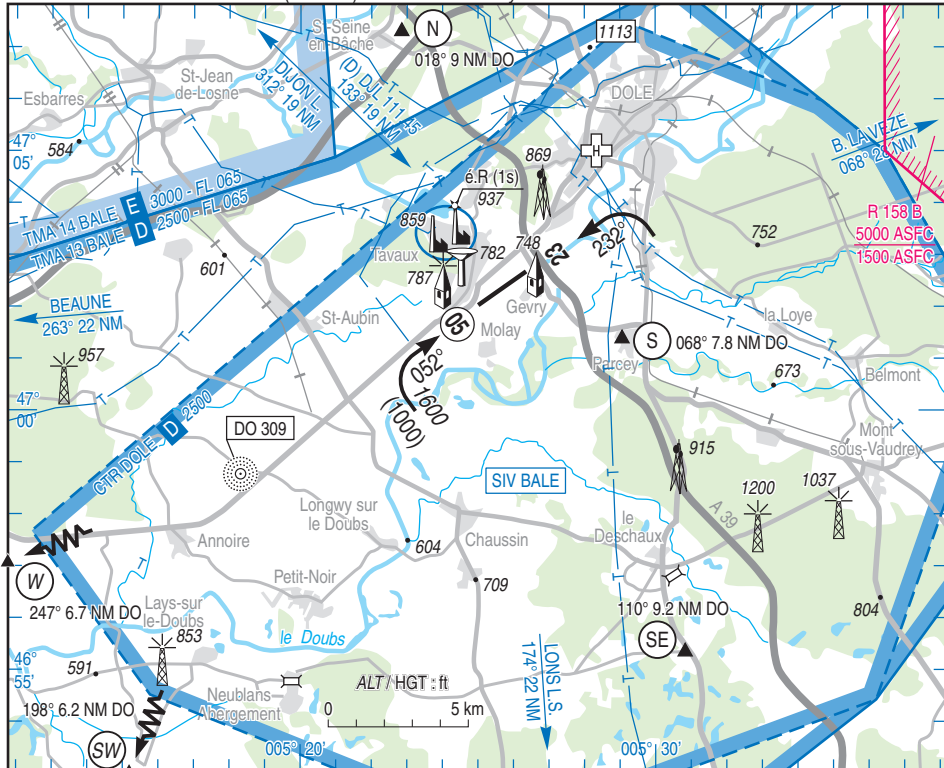 St-Seine
en-Bâche
N
018° 9 NM DO
1113
DIJON L.
312° 19 NM
(D) DJL 111.45
133° 19 NM
St-Jean
de-Losne
Esbarres
DOLE
47°
05'
584
H
B. LA VEZE
R 158 B
5000 ASFC
1500 ASFC
869
é.R (1s)
937
TMA 14 BALE E 3000 - FL 065
TMA 13 BALE D 2500 - FL 065
859
Tavaux
782
748
787
23
232°
752
601
BEAUNE
263° 22 NM
St-Aubin
05
Gevry
Molay
la Loye
S
068° 7.8 NM DO
Parcey
957
052°
1600
(1000)
673
Belmont
47°
00'
CTR DOLE D 2500
DO 309
Mont
sous-Vaudrey
915
SIV BALE
1200
1037
A 39
Longwy sur
le Doubs
Annoire
604
Chaussin
le
Deschaux
W
247° 6.7 NM DO
Petit-Noir
709
110° 9.2 NM DO
804
Lays-sur
le-Doubs
853
le Doubs
SE
46°
55'
591
198° 6.2 NM DO
Neublans
Abergement
ALT / HGT : ft
0 5 km
LONS L.S
174° 22 NM
SW
005° 20'
005° 30'